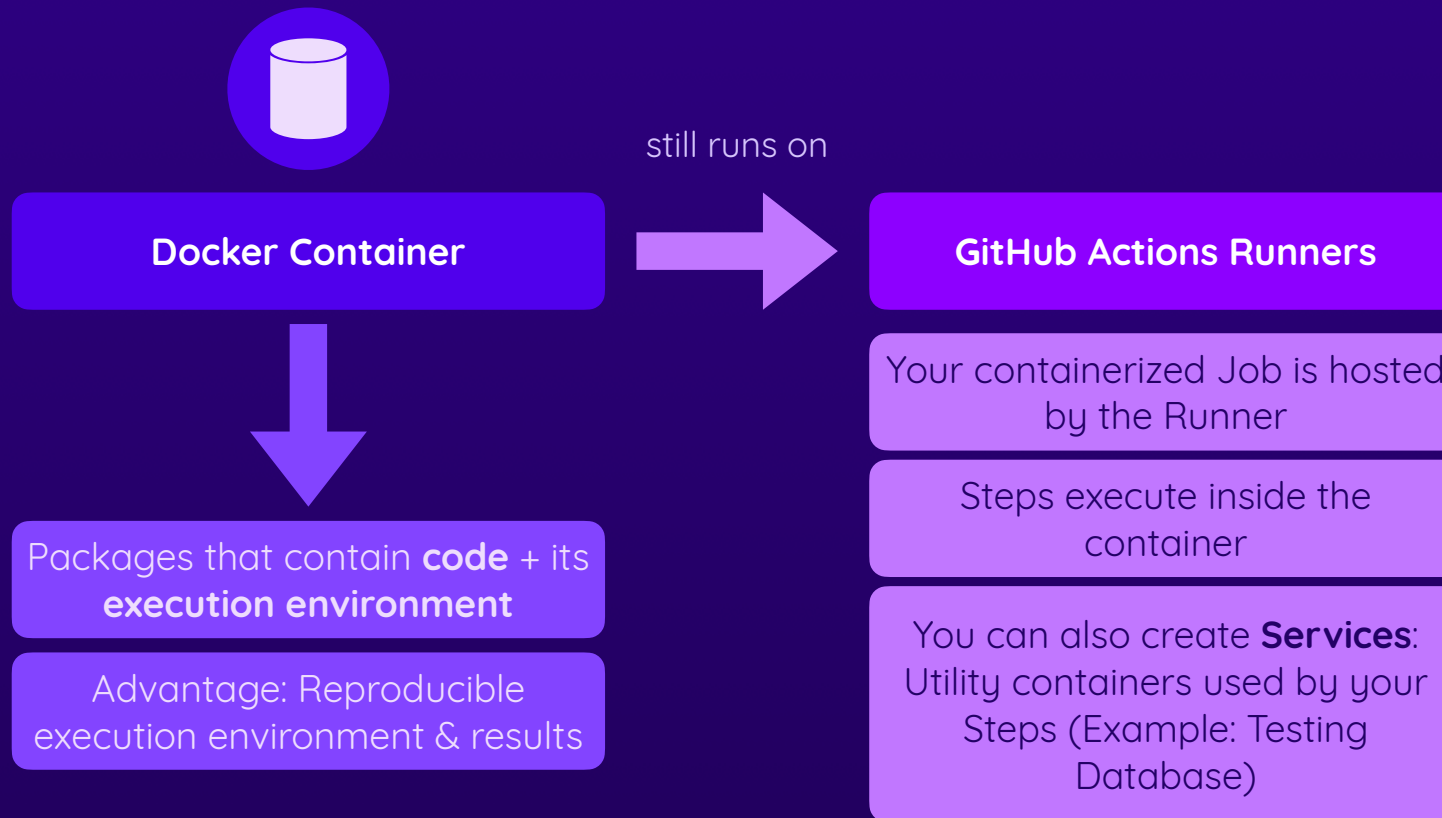 still runs on
Docker Container
GitHub Actions Runners
Packages that contain code + its
execution environment
Advantage: Reproducible
execution environment & results
Your containerized Job is hosted
by the Runner
Steps execute inside the
container
You can also create Services:
Utility containers used by your
Steps (Example: Testing
Database)